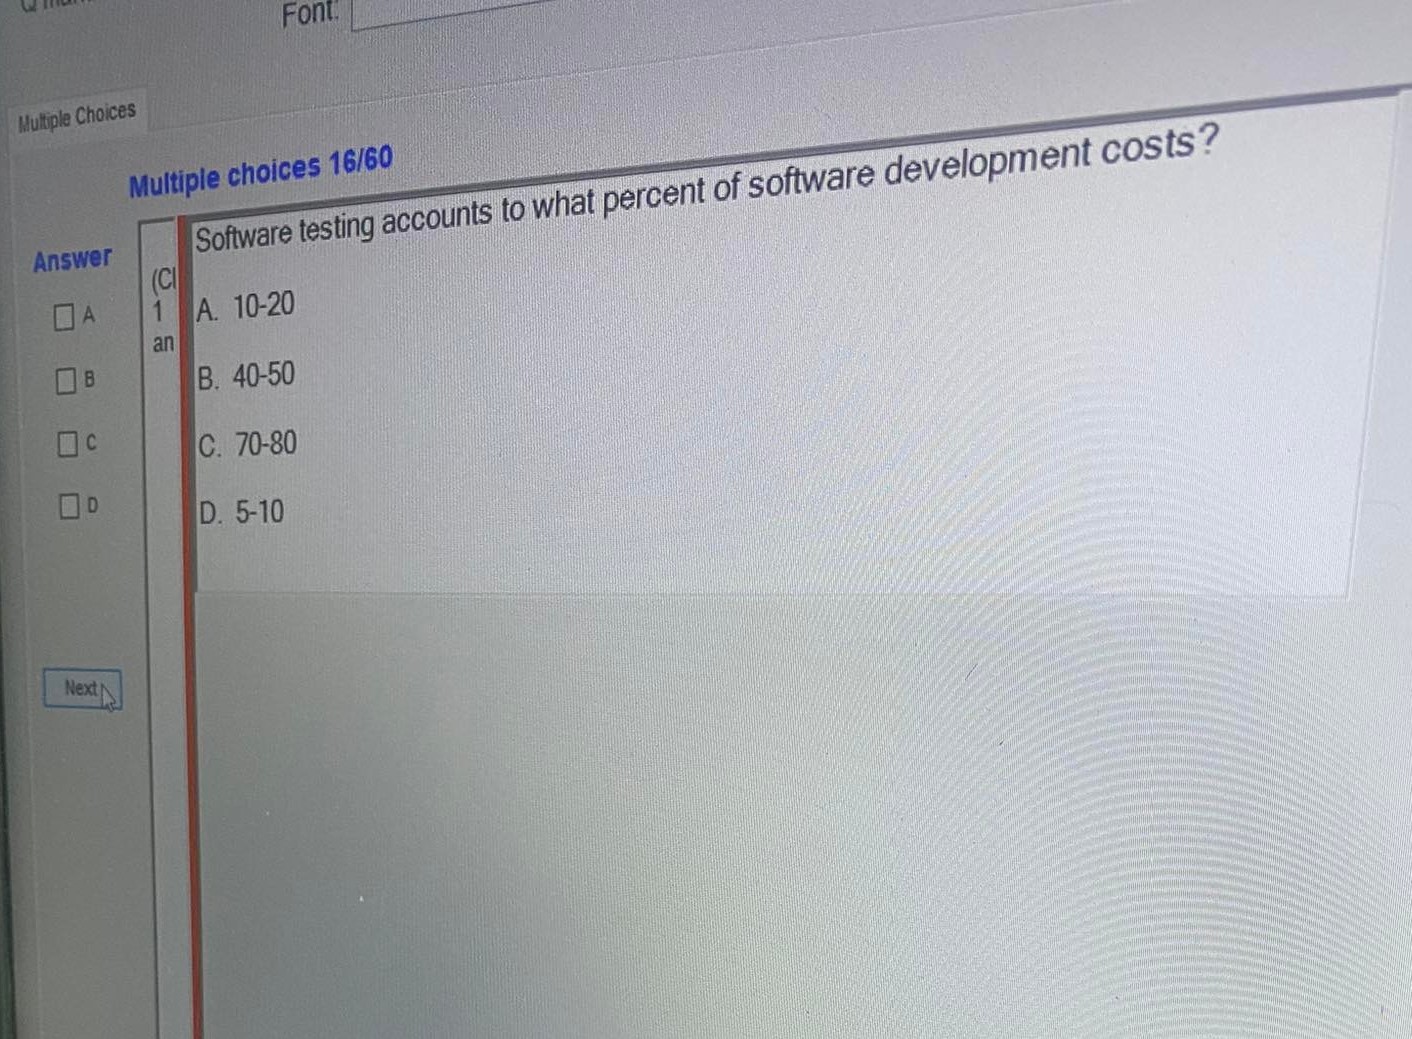 Font:
Multiple Choices
Multiple choices 16/60
Answer
A
B
C
D
Next
(Cl
1
an
Software testing accounts to what percent of software development costs?
A. 10-20
B. 40-50
C. 70-80
D. 5-10